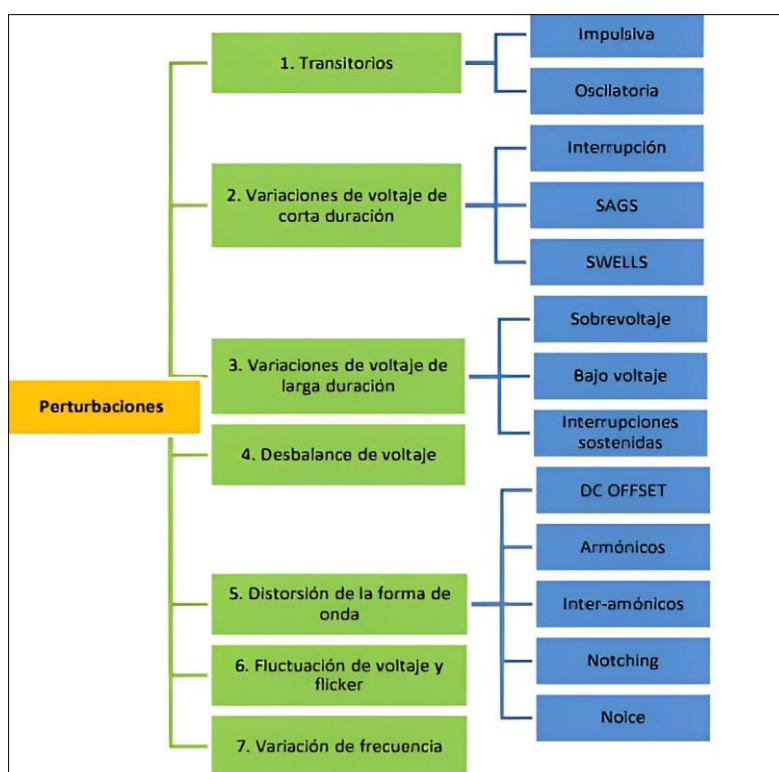 Perturbaciones
1. Transitorios
Impulsiva
Oscilatoria
2. Variaciones de voltaje de
corta duración
Interrupción
SAGS
SWELLS
3. Variaciones de voltaje de
larga duración
Sobrevoltaje
Bajo voltaje
Interrupciones
sostenidas
4. Desbalance de voltaje
5. Distorsión de la forma de
onda
DC OFFSET
Armónicos
Inter-amónicos
Notching
Noice
6. Fluctuación de voltaje y
flicker
7. Variación de frecuencia